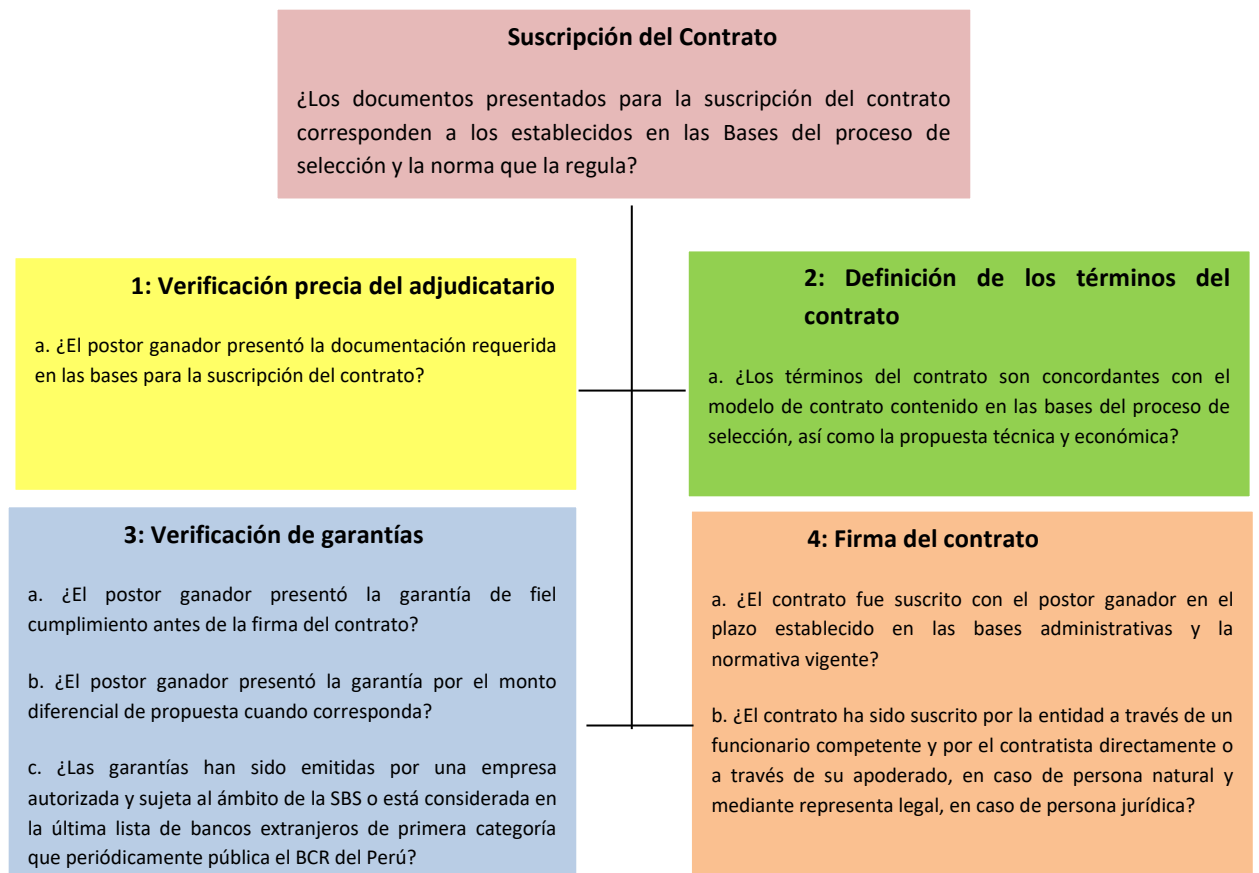 Suscripción del Contrato
¿Los documentos presentados para la suscripción del contrato
corresponden a los establecidos en las Bases del proceso de
selección y la norma que la regula?
1: Verificación precia del adjudicatario
a. ¿El postor ganador presentó la documentación requerida
en las bases para la suscripción del contrato?
2: Definición de los términos del
contrato
a. ¿Los términos del contrato son concordantes con el
modelo de contrato contenido en las bases del proceso de
selección, así como la propuesta técnica y económica?
3: Verificación de garantías
a. ¿El postor ganador presentó la garantía de fiel
cumplimiento antes de la firma del contrato?
b. ¿El postor ganador presentó la garantía por el monto
diferencial de propuesta cuando corresponda?
c. ¿Las garantías han sido emitidas por una empresa
autorizada y sujeta al ámbito de la SBS o está considerada en
la última lista de bancos extranjeros de primera categoría
que periódicamente pública el BCR del Perú?
4: Firma del contrato
a. ¿El contrato fue suscrito con el postor ganador en el
plazo establecido en las bases administrativas y la
normativa vigente?
b. ¿El contrato ha sido suscrito por la entidad a través de un
funcionario competente y por el contratista directamente o
a través de su apoderado, en caso de persona natural y
mediante representa legal, en caso de persona jurídica?